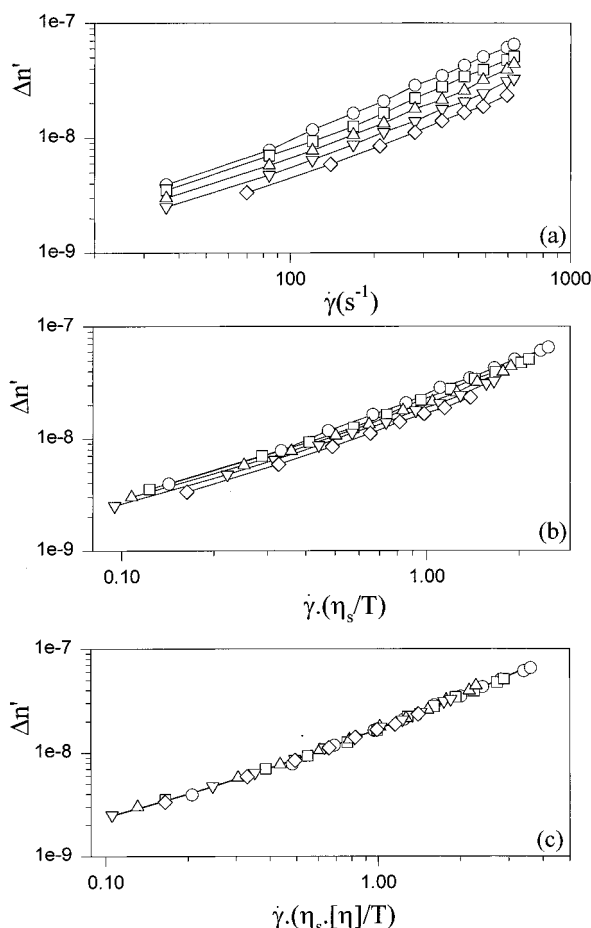 1e-7
Δn'
1e-8
1e-9
(a)
100
1000
γ̇(s⁻¹)
1e-7
Δn'
1e-8
1e-9
(b)
0.10
1.00
γ̇.(ηₛ/T)
1e-7
Δn'
1e-8
1e-9
(c)
0.10
1.00
γ̇.(ηₛ.[η]/T)